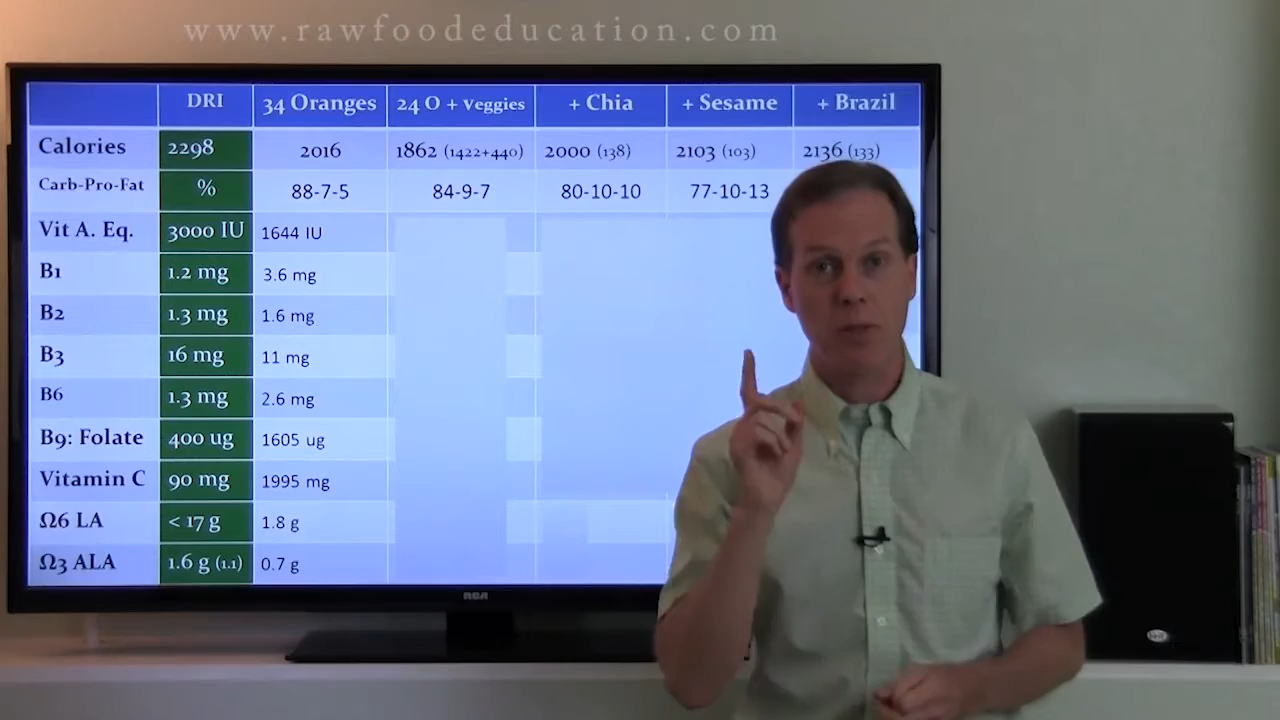 www.rawfoodeducation.com
DRI 34 Oranges 24 O + veggies + Chia + Sesame + Brazil
Calories 2298 2016 1862 (1422+440) 2000 (138) 2103 (103) 2136 (133)
Carb-Pro-Fat % 88-7-5 84-9-7 80-10-10 77-10-13
Vit A. Eq. 3000 IU 1644 IU
B1 1.2 mg 3.6 mg
B2 1.3 mg 1.6 mg
B3 16 mg 11 mg
B6 1.3 mg 2.6 mg
B9: Folate 400 ug 1605 ug
Vitamin C 90 mg 1995 mg
Ω6 LA < 17 g 1.8 g
Ω3 ALA 1.6 g (1.1) 0.7 g
RCA